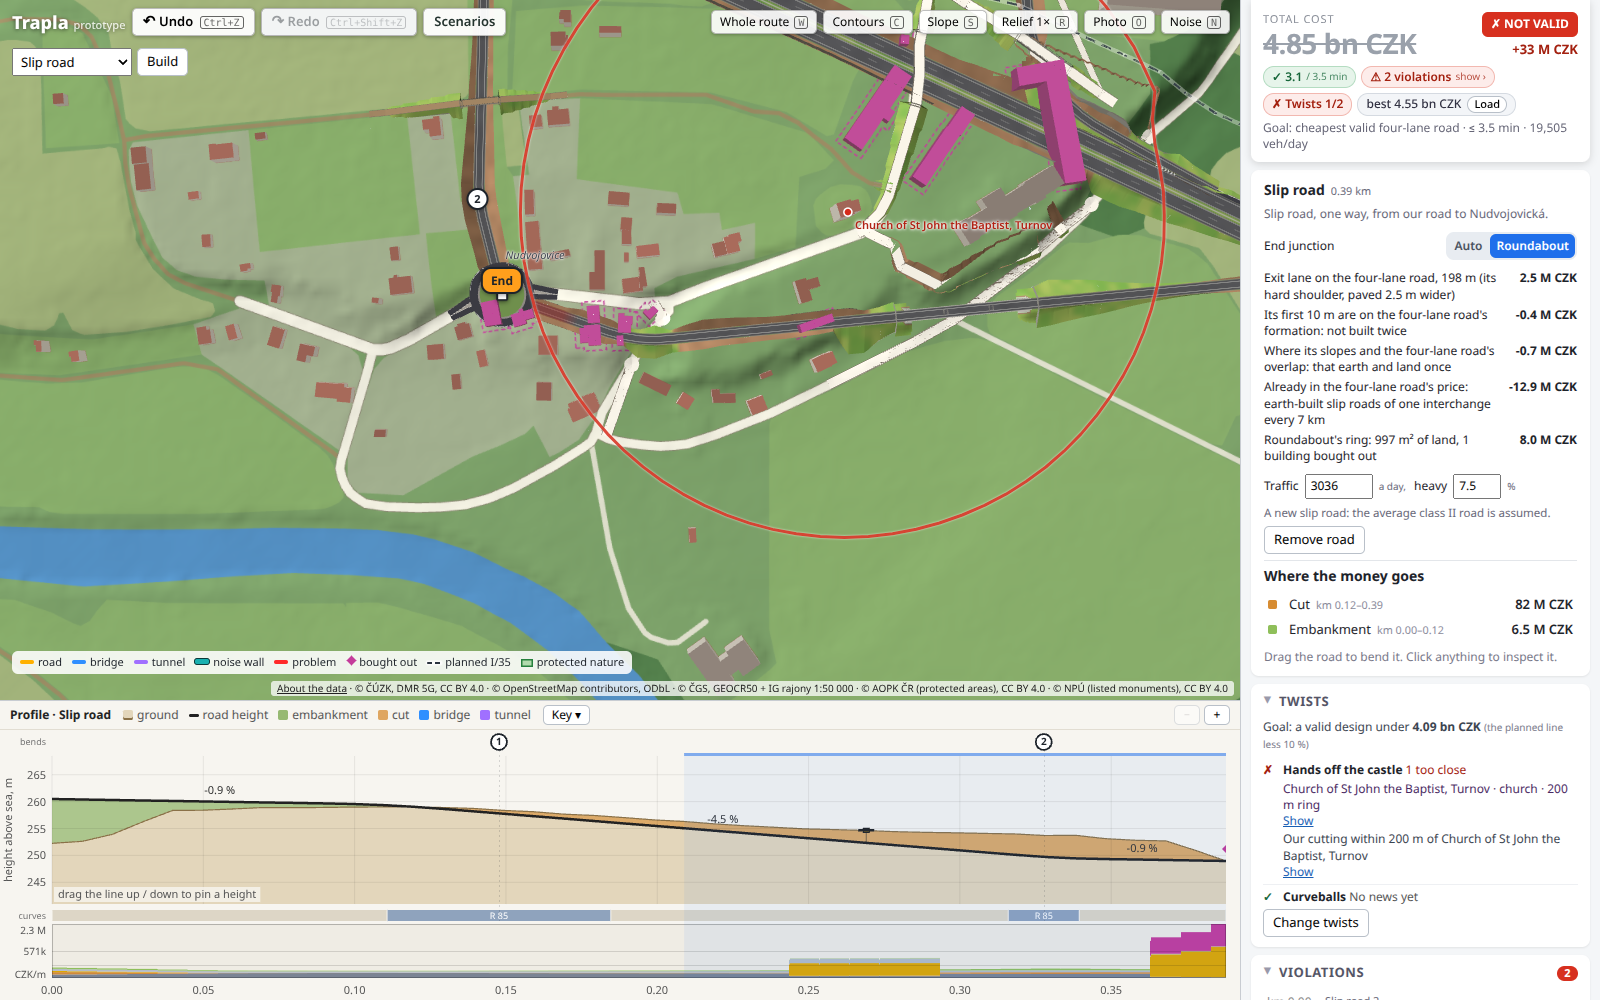 Trapla prototype
↶ Undo Ctrl+Z
↷ Redo Ctrl+Shift+Z
Scenarios
Whole route W
Contours C
Slope S
Relief 1× R
Photo O
Noise N
Slip road
Build
2
Nudvojovice
End
Church of St John the Baptist, Turnov
road
bridge
tunnel
noise wall
problem
bought out
planned I/35
protected nature
About the data · © ČÚZK, DMR 5G, CC BY 4.0 · © OpenStreetMap contributors, ODbL · © ČGS, GEOCR50 + IG rajony 1:50 000 · © AOPK ČR (protected areas), CC BY 4.0 · © NPÚ (listed monuments), CC BY 4.0
Profile · Slip road
ground
road height
embankment
cut
bridge
tunnel
Key ▾
−
+
bends
1
2
height above sea, m
265
260
255
250
245
-0.9 %
-4.5 %
-0.9 %
drag the line up / down to pin a height
curves
R 85
R 85
2.3 M
571k
CZK/m
0.00
0.05
0.10
0.15
0.20
0.25
0.30
0.35
TOTAL COST
✗ NOT VALID
4.85 bn CZK
+33 M CZK
✓ 3.1 / 3.5 min
⚠ 2 violations show ›
✗ Twists 1/2
best 4.55 bn CZK Load
Goal: cheapest valid four-lane road · ≤ 3.5 min · 19,505
veh/day
Slip road 0.39 km
Slip road, one way, from our road to Nudvojovická.
End junction
Auto
Roundabout
Exit lane on the four-lane road, 198 m (its 2.5 M CZK
hard shoulder, paved 2.5 m wider)
Its first 10 m are on the four-lane road's -0.4 M CZK
formation: not built twice
Where its slopes and the four-lane road's -0.7 M CZK
overlap: that earth and land once
Already in the four-lane road's price: -12.9 M CZK
earth-built slip roads of one interchange
every 7 km
Roundabout's ring: 997 m² of land, 1 8.0 M CZK
building bought out
Traffic 3036 a day, heavy 7.5 %
A new slip road: the average class II road is assumed.
Remove road
Where the money goes
Cut km 0.12–0.39 82 M CZK
Embankment km 0.00–0.12 6.5 M CZK
Drag the road to bend it. Click anything to inspect it.
▼ TWISTS
Goal: a valid design under 4.09 bn CZK (the planned line
less 10 %)
✗ Hands off the castle 1 too close
Church of St John the Baptist, Turnov · church · 200
m ring
Show
Our cutting within 200 m of Church of St John the
Baptist, Turnov
Show
✓ Curveballs No news yet
Change twists
▼ VIOLATIONS 2